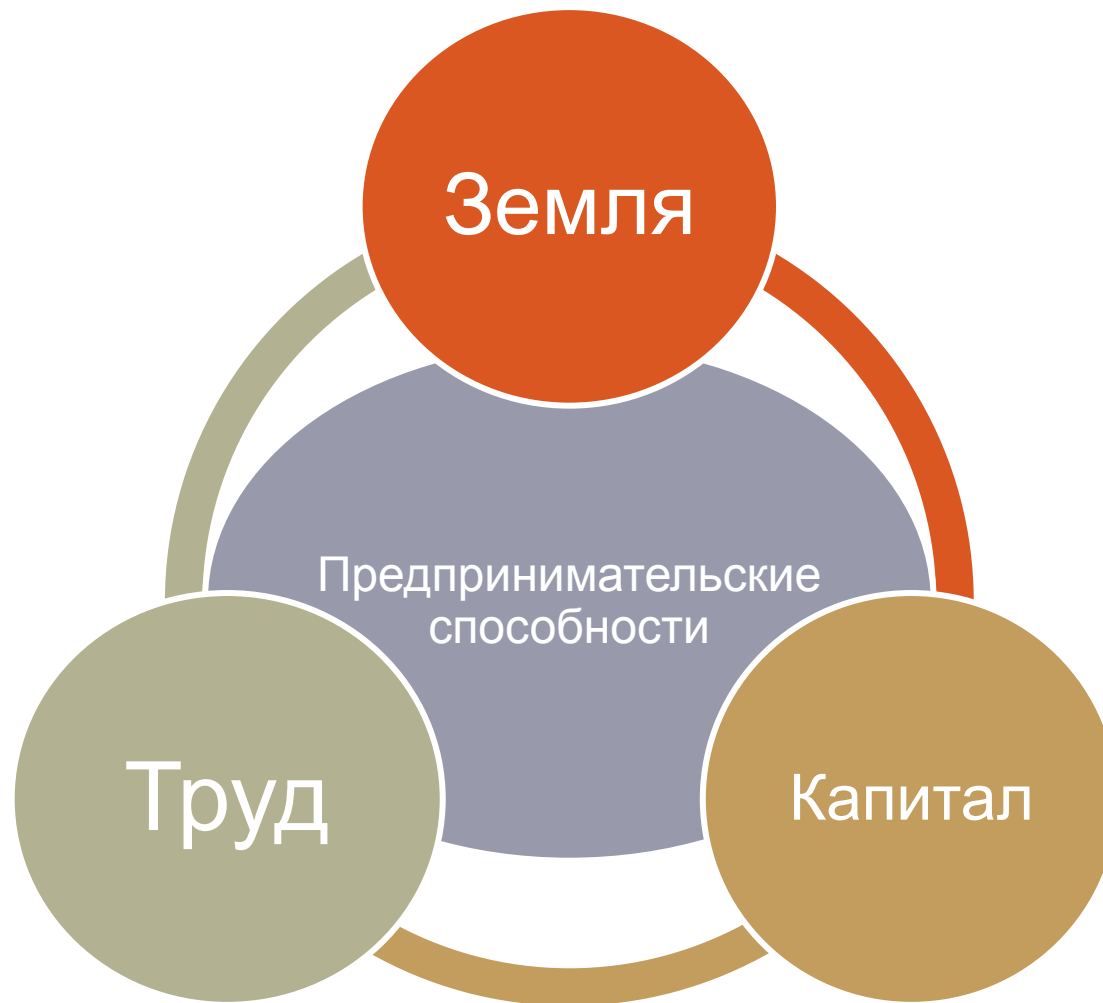 Земля
Предпринимательские
способности
Труд
Капитал